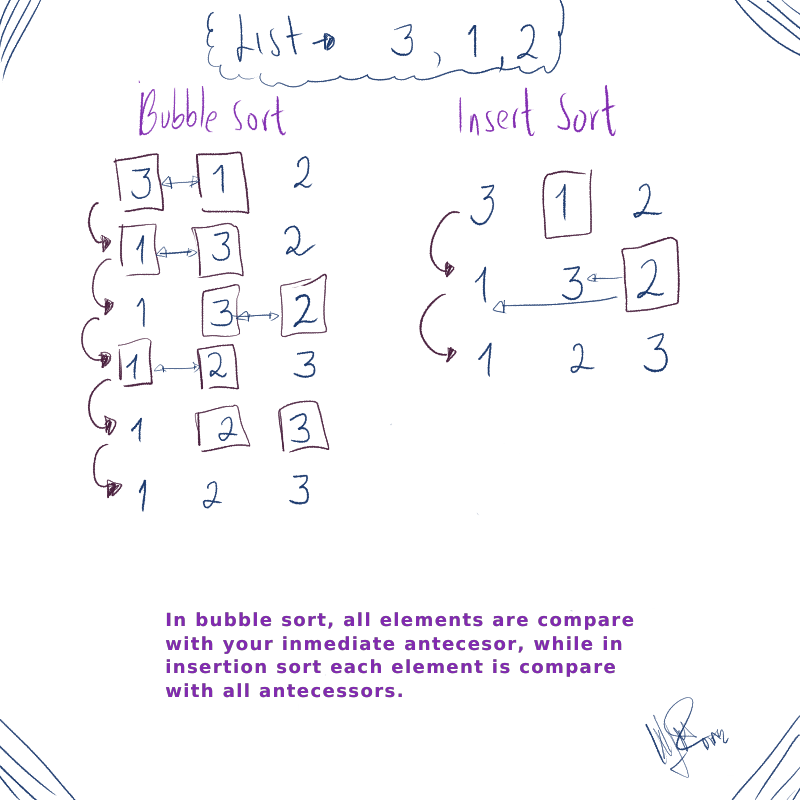 List → 3, 1, 2
Bubble Sort
Insert Sort
3 1 2
1 3 2
1 3 2
1 2 3
1 2 3
1 2 3
3 1 2
1 3 2
1 2 3
In bubble sort, all elements are compare
with your inmediate antecesor, while in
insertion sort each element is compare
with all antecessors.